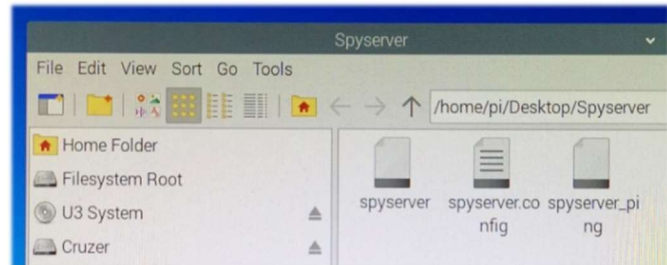 Spyserver
File Edit View Sort Go Tools
/home/pi/Desktop/Spyserver
Home Folder
Filesystem Root
U3 System
Cruzer
spyserver
spyserver.co
nfig
spyserver_pi
ng